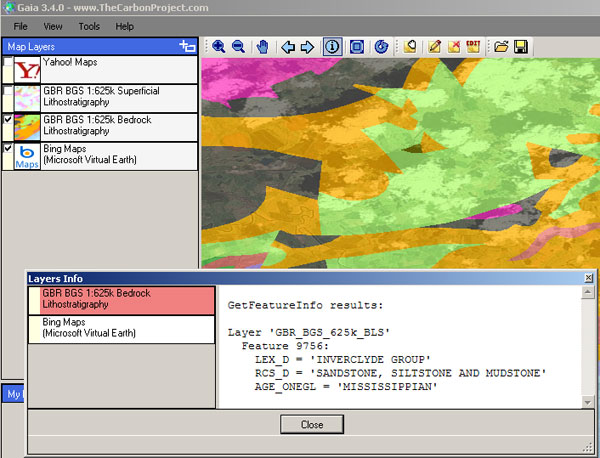 Gaia 3.4.0 - www.TheCarbonProject.com
File View Tools Help
Map Layers
Yahoo! Maps
Y!
GBR BGS 1:625k Superficial
Lithostratigraphy
GBR BGS 1:625k Bedrock
Lithostratigraphy
Bing Maps
(Microsoft Virtual Earth)
b
Maps
EDIT
Layers Info
GBR BGS 1:625k Bedrock
Lithostratigraphy
Bing Maps
(Microsoft Virtual Earth)
GetFeatureInfo results:
Layer 'GBR_BGS_625k_BLS'
Feature 9756:
LEX_D = 'INVERCLYDE GROUP'
RCS_D = 'SANDSTONE, SILTSTONE AND MUDSTONE'
AGE_ONEGL = 'MISSISSIPPIAN'
My
Close